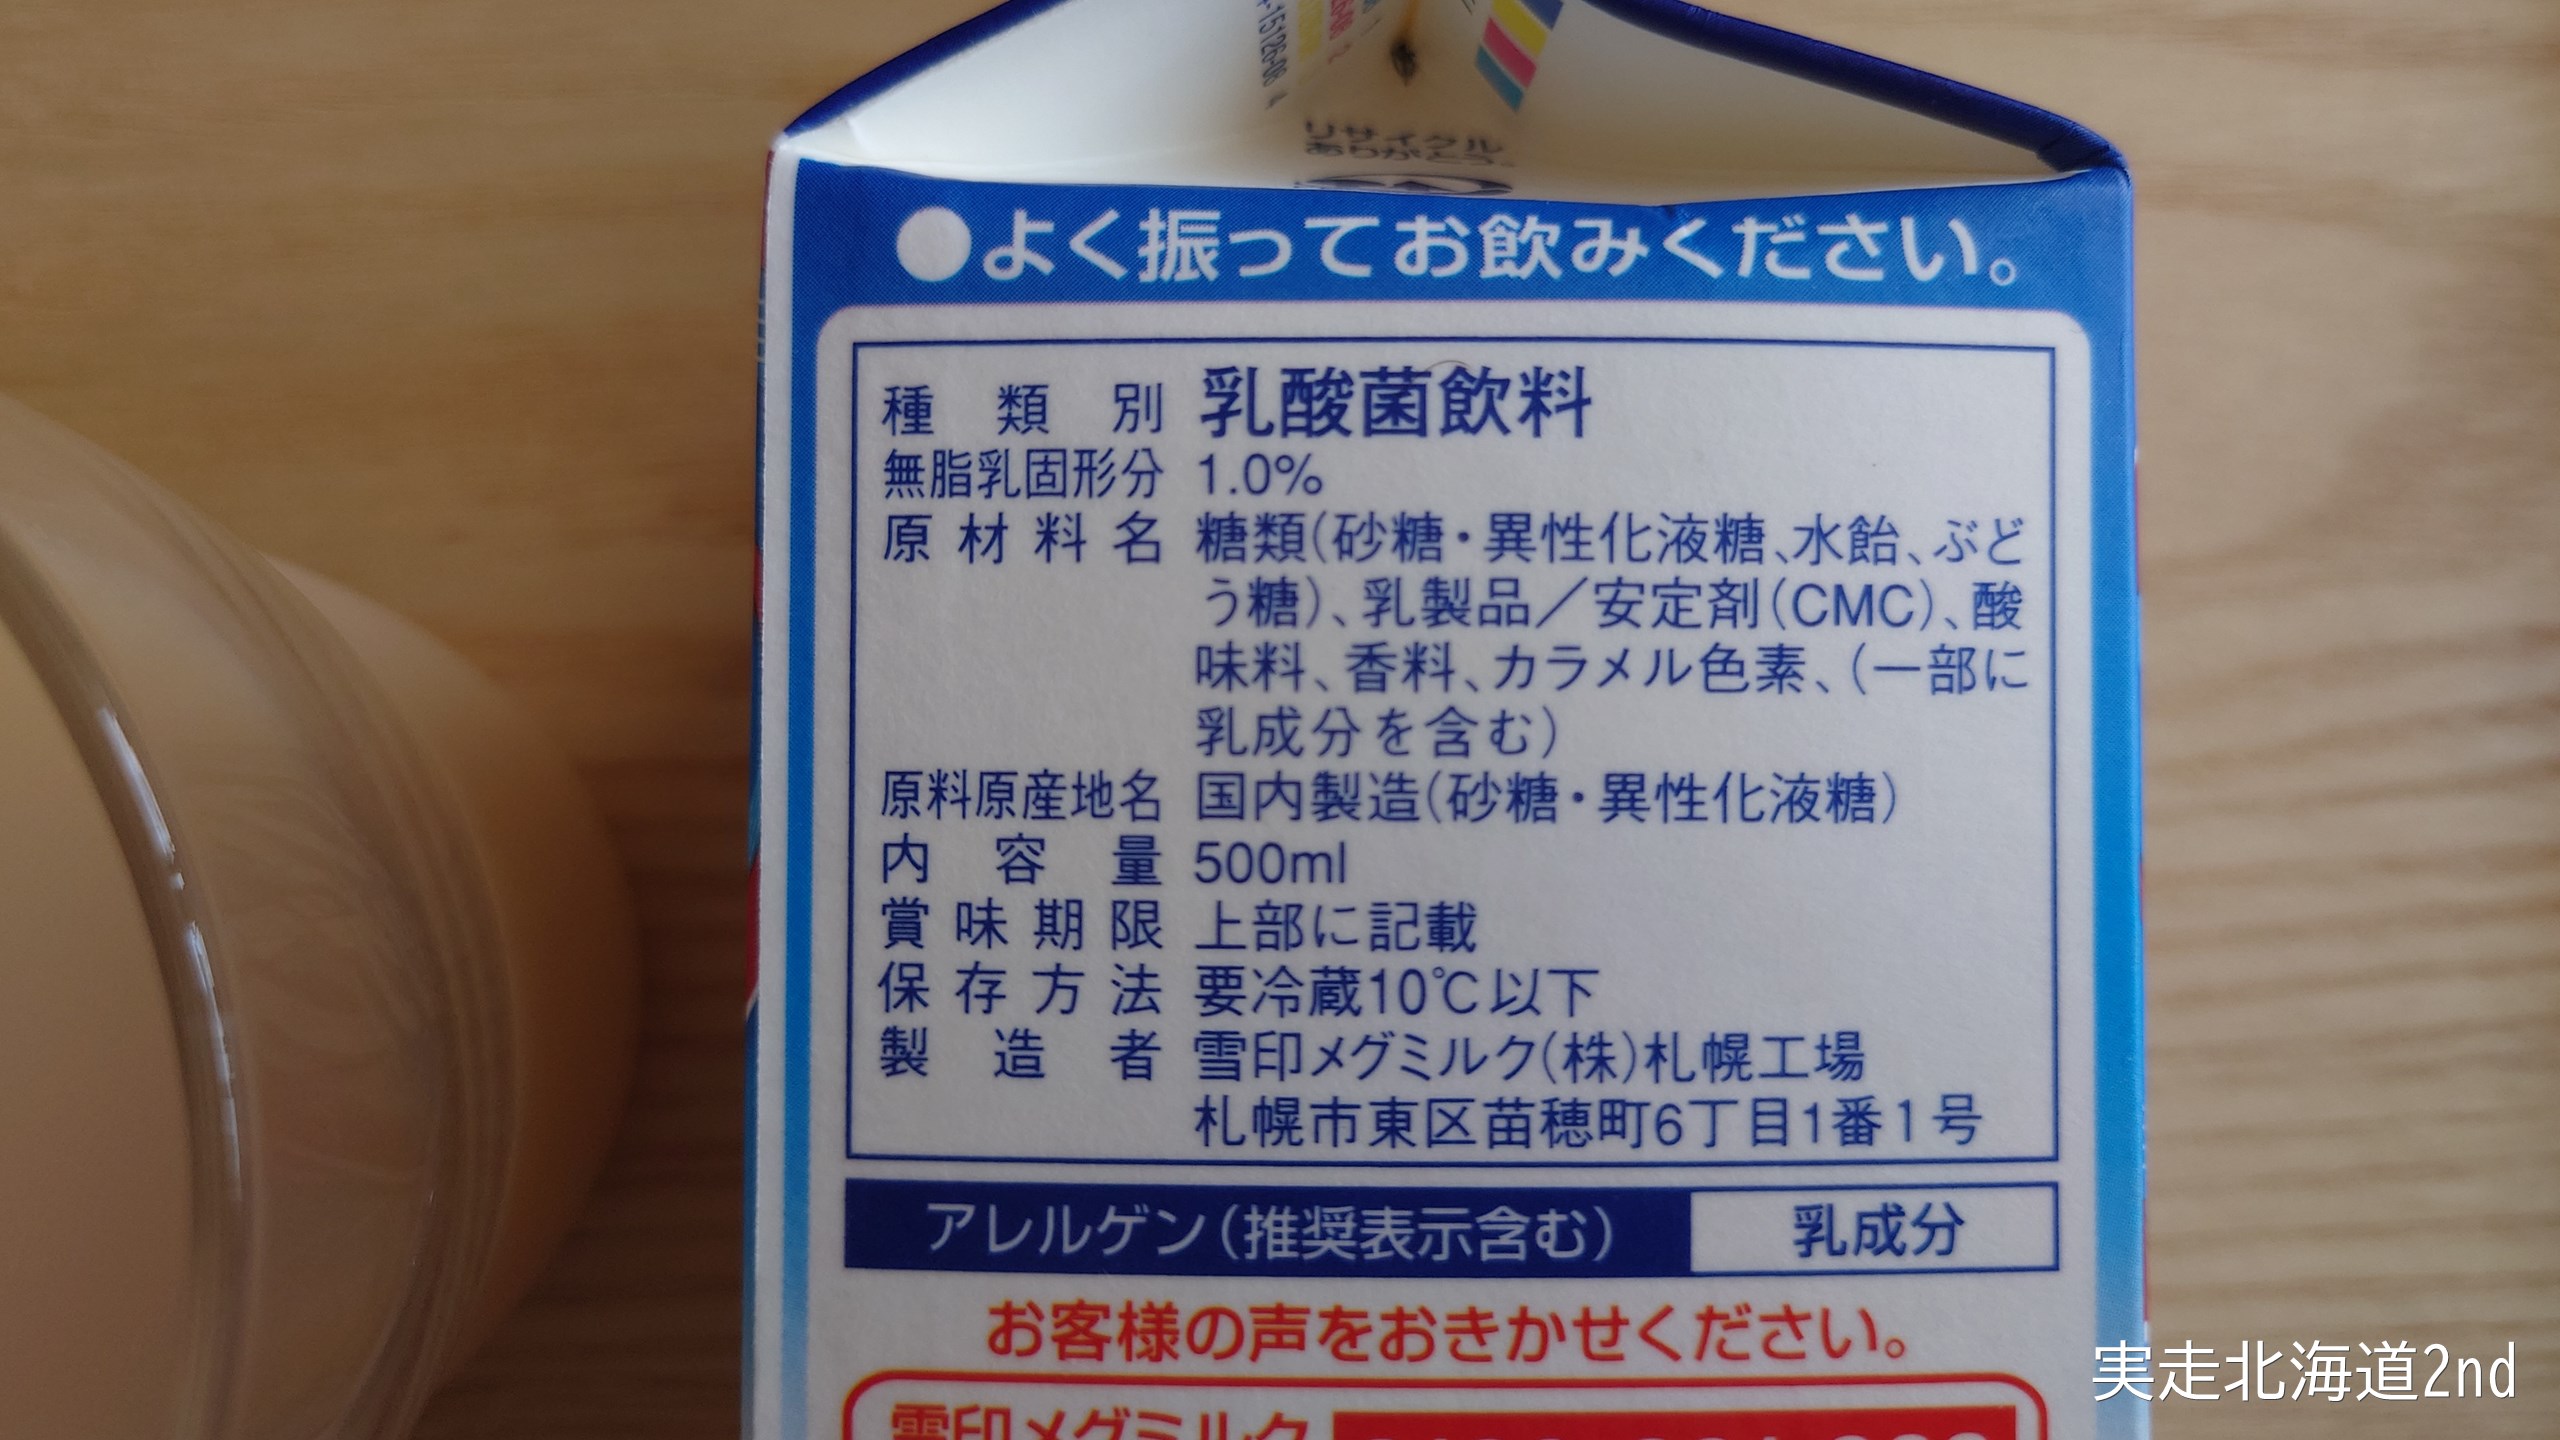 リサイクル
ありがとう。
●よく振ってお飲みください。
種類別 乳酸菌飲料
無脂乳固形分 1.0%
原材料名 糖類(砂糖・異性化液糖、水飴、ぶど
う糖)、乳製品／安定剤(CMC)、酸
味料、香料、カラメル色素、(一部に
乳成分を含む)
原料原産地名 国内製造(砂糖・異性化液糖)
内容量 500ml
賞味期限 上部に記載
保存方法 要冷蔵10℃以下
製造者 雪印メグミルク(株)札幌工場
札幌市東区苗穂町6丁目1番1号
アレルゲン(推奨表示含む) 乳成分
お客様の声をおきかせください。
雪印メグミルク
実走北海道2nd